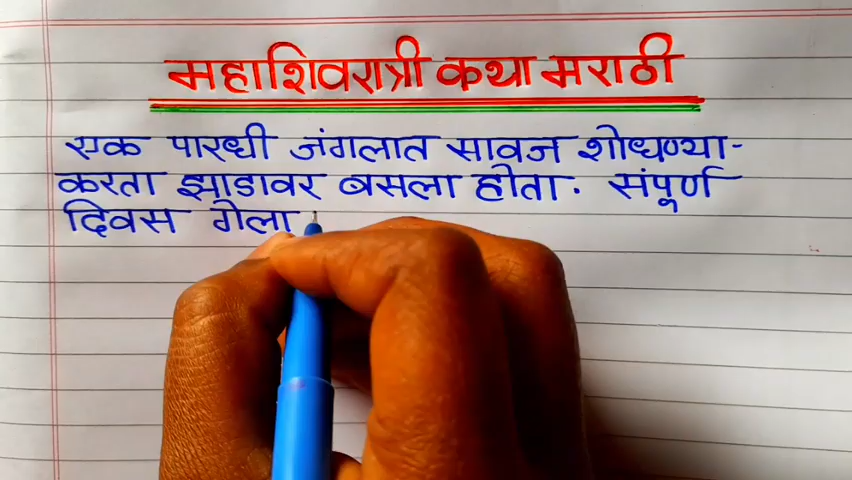 महाशिवरात्री कथा मराठी
एक पारधी जंगलात सावज शोधण्या-
करता झाडावर बसला होता. संपूर्ण
दिवस गेला